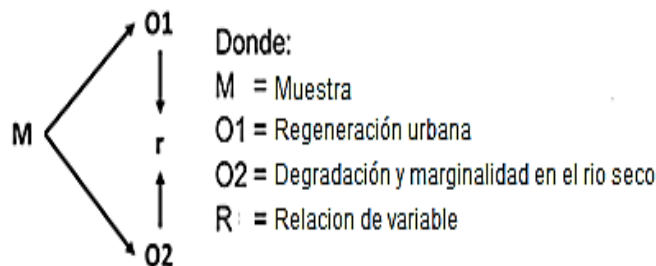 O1
M
r
O2
Donde:
M = Muestra
O1 = Regeneración urbana
O2 = Degradación y marginalidad en el rio seco
R : = Relacion de variable